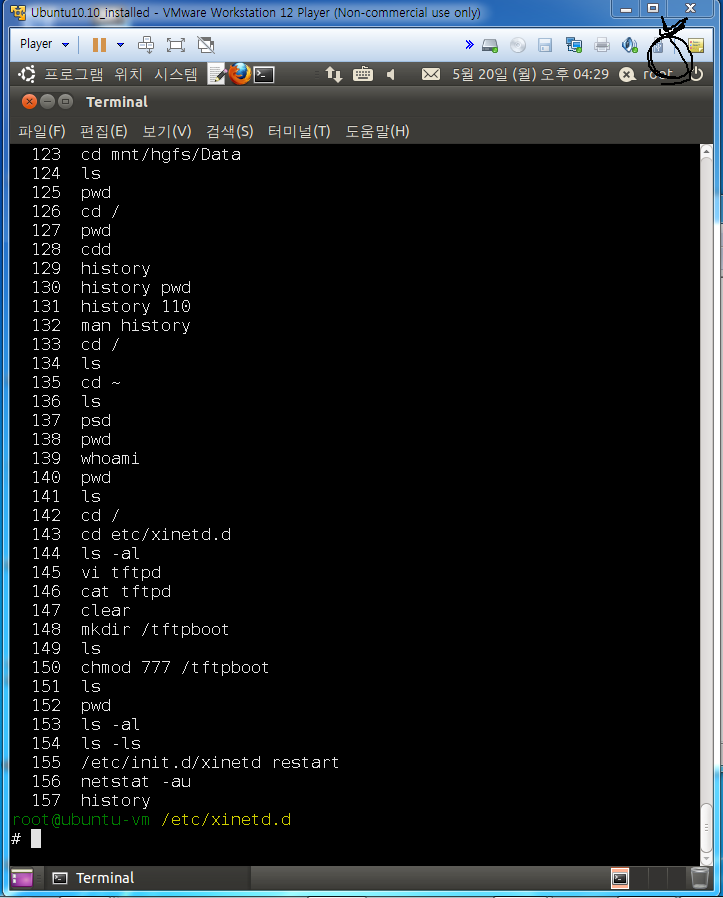 Ubuntu10.10_installed - VMware Workstation 12 Player (Non-commercial use only)
Player
프로그램 위치 시스템 5월 20일 (월) 오후 04:29 root
Terminal
파일(F) 편집(E) 보기(V) 검색(S) 터미널(T) 도움말(H)
123 cd mnt/hgfs/Data
124 ls
125 pwd
126 cd /
127 pwd
128 cdd
129 history
130 history pwd
131 history 110
132 man history
133 cd /
134 ls
135 cd ~
136 ls
137 psd
138 pwd
139 whoami
140 pwd
141 ls
142 cd /
143 cd etc/xinetd.d
144 ls -al
145 vi tftpd
146 cat tftpd
147 clear
148 mkdir /tftpboot
149 ls
150 chmod 777 /tftpboot
151 ls
152 pwd
153 ls -al
154 ls -ls
155 /etc/init.d/xinetd restart
156 netstat -au
157 history
root@ubuntu-vm /etc/xinetd.d
#
Terminal